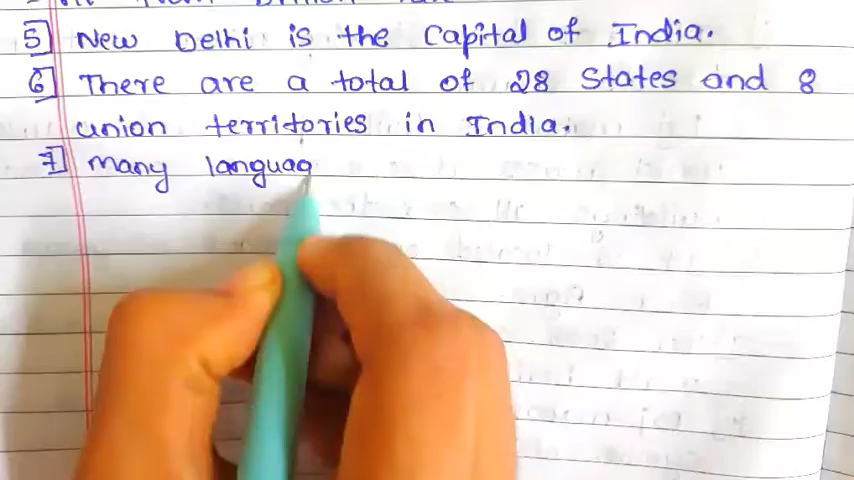 5] New Delhi is the Capital of India.
6] There are a total of 28 States and 8
union territories in India.
7] Many languag